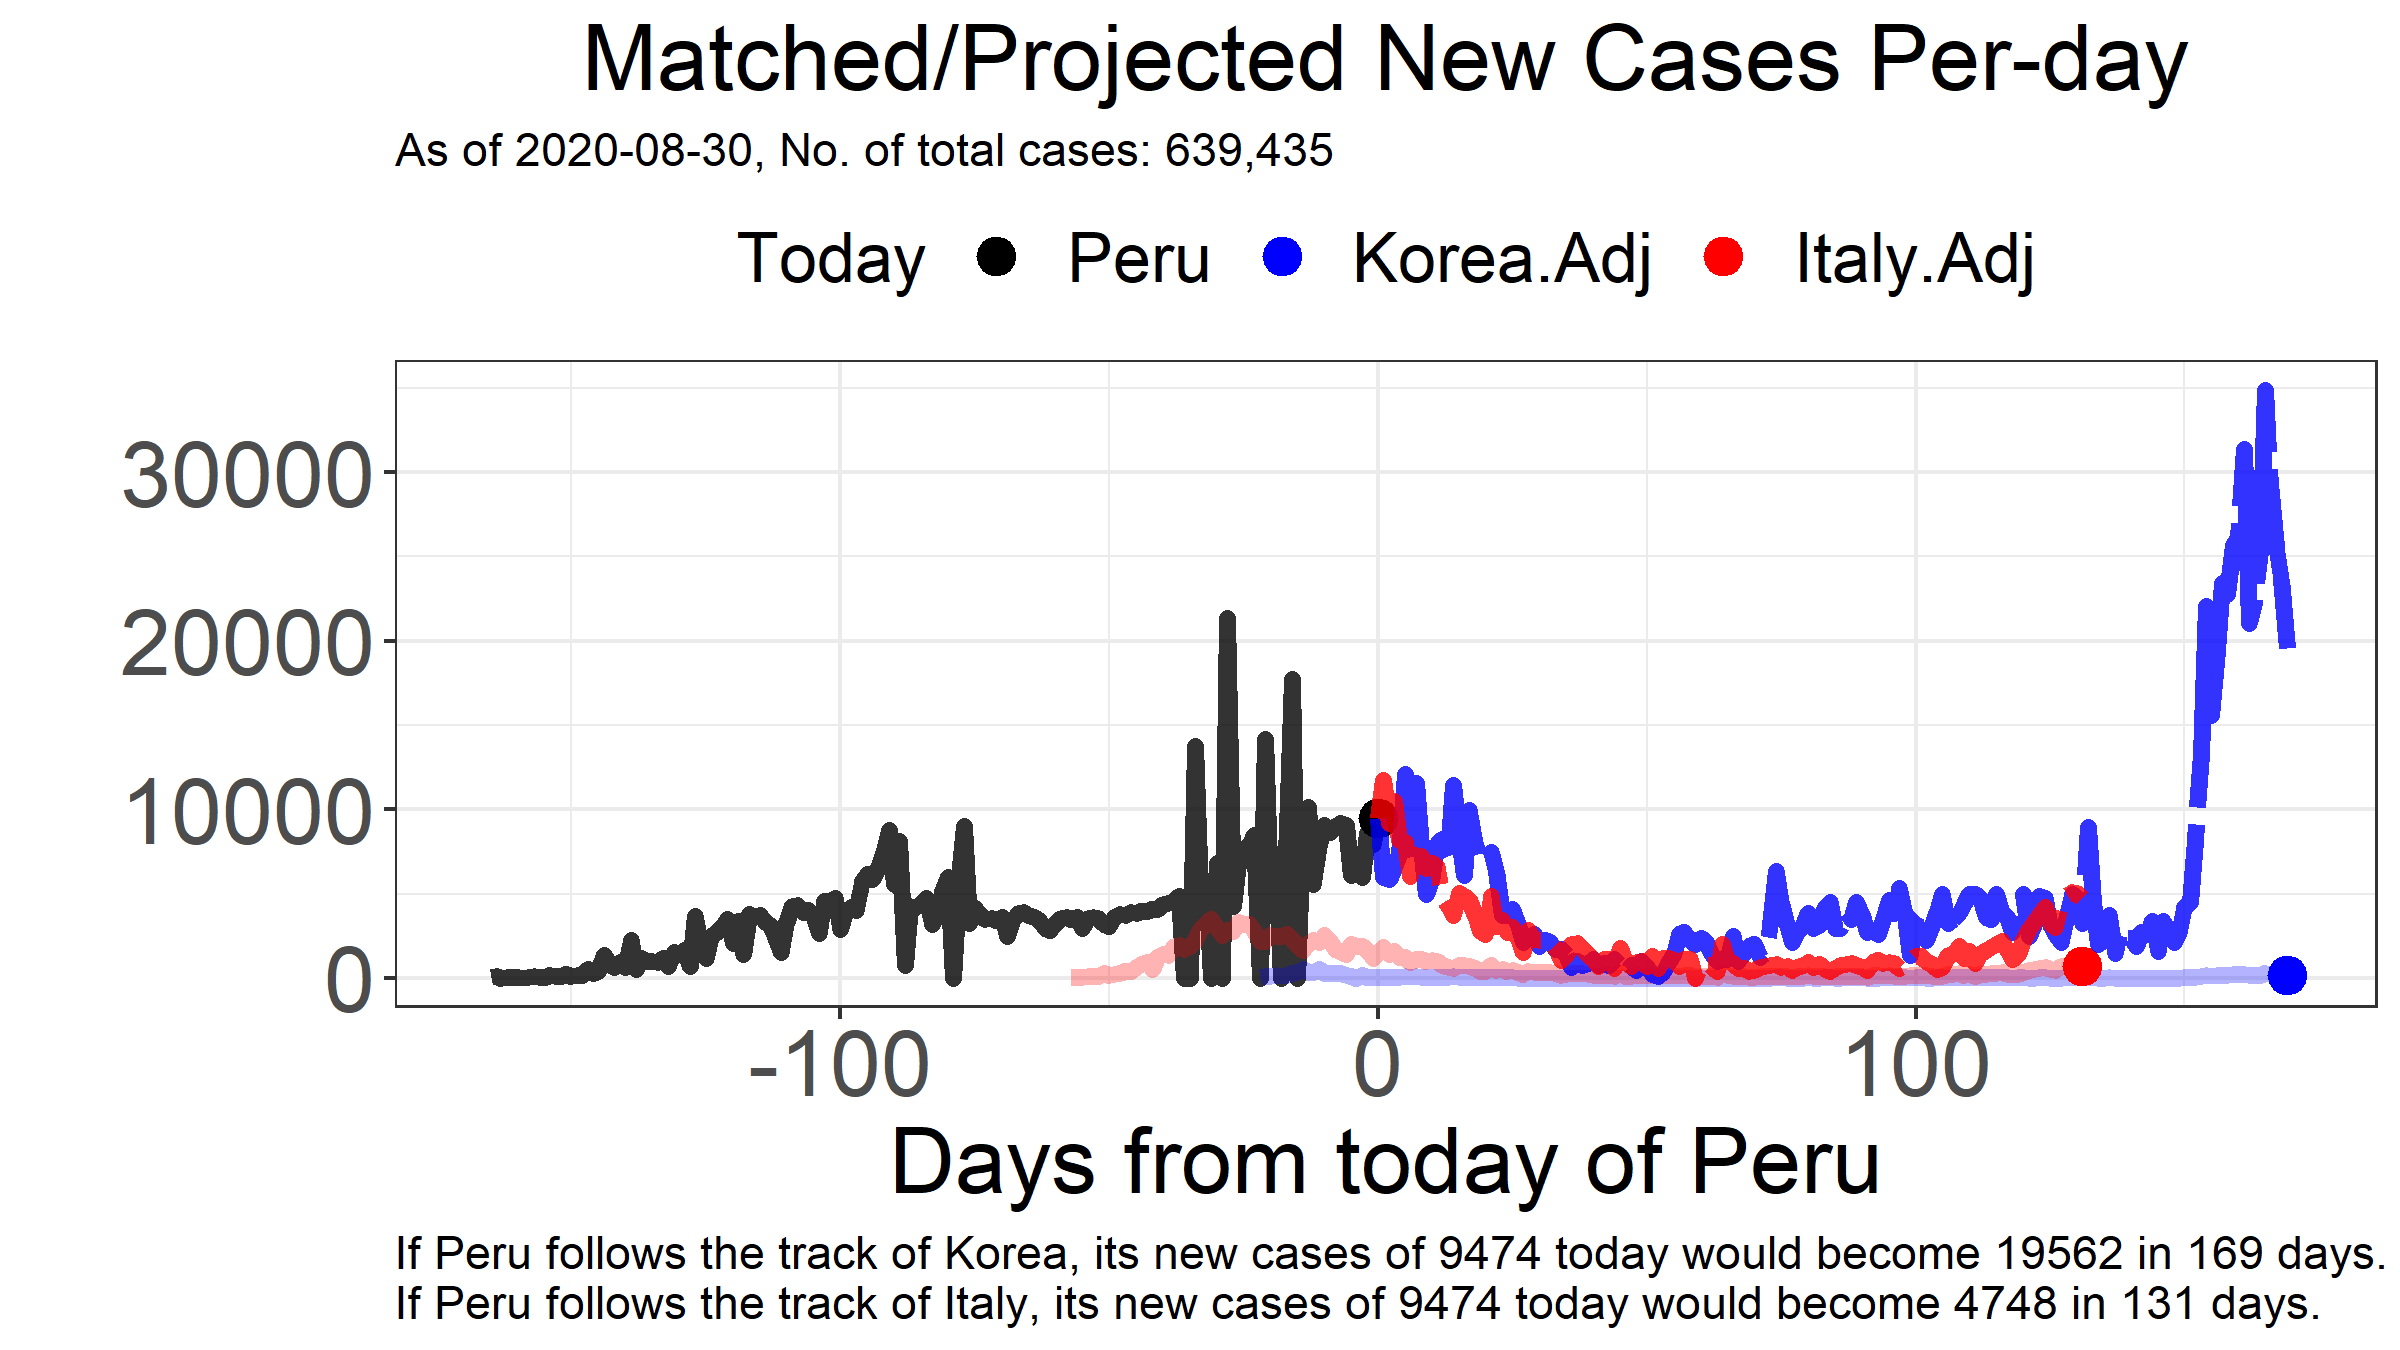 Matched/Projected New Cases Per-day
As of 2020-08-30, No. of total cases: 639,435
Today Peru Korea.Adj Italy.Adj
30000
20000
10000
0
-100 0 100
Days from today of Peru
If Peru follows the track of Korea, its new cases of 9474 today would become 19562 in 169 days.
If Peru follows the track of Italy, its new cases of 9474 today would become 4748 in 131 days.